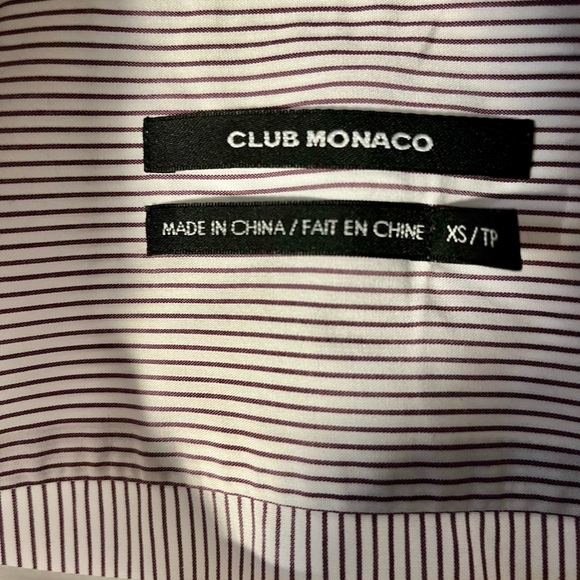 CLUB MONACO
MADE IN CHINA / FAIT EN CHINE XS / TP